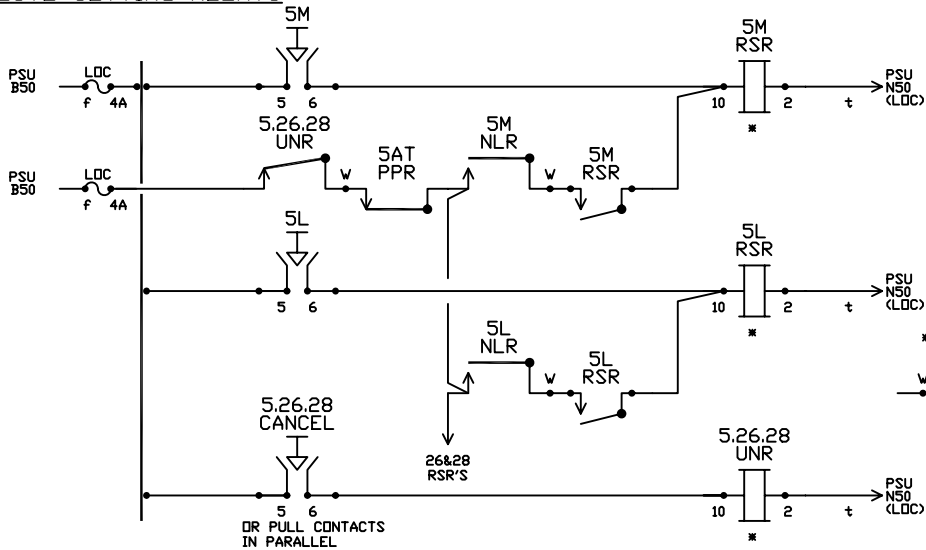 5M
5M
RSR
PSU
B50
LOC
f 4A
5 6
10 2 t
PSU
N50
(LOC)
*
5.26.28
UNR
5AT
PPR
5M
NLR
5M
RSR
PSU
B50
LOC
f 4A
W
W
5L
5L
RSR
5 6
10 2 t
PSU
N50
(LOC)
*
*
5L
NLR
5L
RSR
W
W
5.26.28
CANCEL
26&28
RSR'S
5.26.28
UNR
5 6
10 2 t
PSU
N50
(LOC)
OR PULL CONTACTS
IN PARALLEL
*